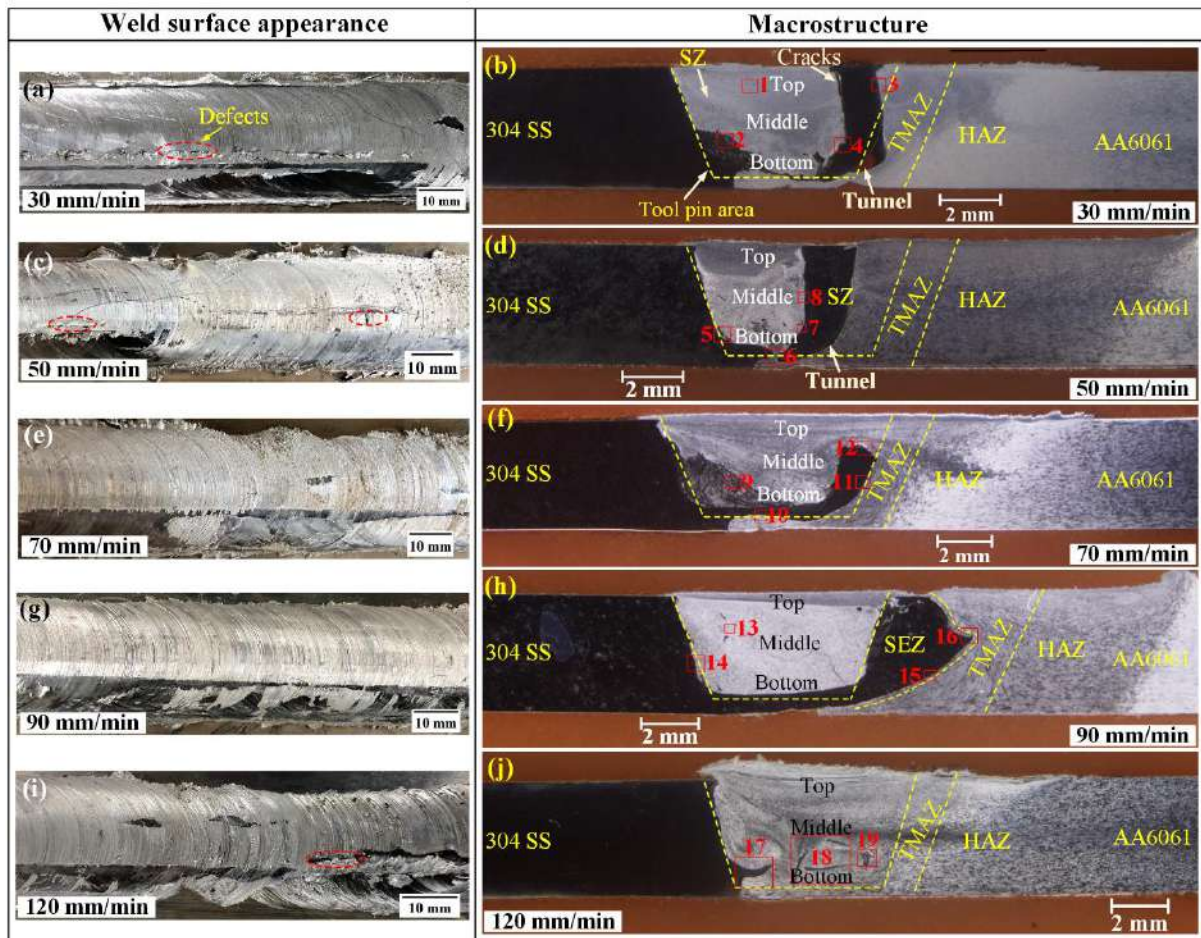 Weld surface appearance
Macrostructure
(a)
Defects
30 mm/min
10 mm
(b)
SZ
Cracks
1
Top
3
304 SS
Middle
2
4
Bottom
TMAZ
HAZ
AA6061
Tool pin area
Tunnel
2 mm
30 mm/min
(c)
50 mm/min
10 mm
(d)
Top
304 SS
Middle
8
SZ
5
Bottom
7
6
TMAZ
HAZ
AA6061
2 mm
Tunnel
50 mm/min
(e)
70 mm/min
10 mm
(f)
Top
304 SS
Middle
12
9
11
Bottom
10
TMAZ
HAZ
AA6061
2 mm
70 mm/min
(g)
90 mm/min
10 mm
(h)
Top
13
304 SS
Middle
14
SEZ
16
15
Bottom
TMAZ
HAZ
AA6061
2 mm
90 mm/min
(i)
120 mm/min
10 mm
(j)
Top
304 SS
Middle
17
18
19
Bottom
TMAZ
HAZ
AA6061
120 mm/min
2 mm